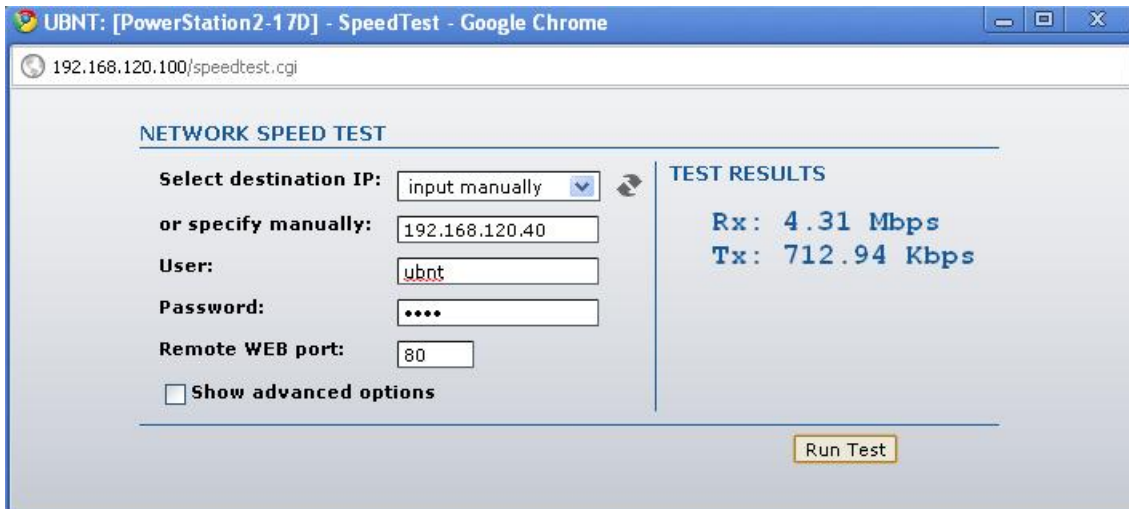 UBNT: [PowerStation2-17D] - SpeedTest - Google Chrome
192.168.120.100/speedtest.cgi
NETWORK SPEED TEST
Select destination IP: input manually
or specify manually: 192.168.120.40
User: ubnt
Password: ••••
Remote WEB port: 80
Show advanced options
TEST RESULTS
Rx: 4.31 Mbps
Tx: 712.94 Kbps
Run Test